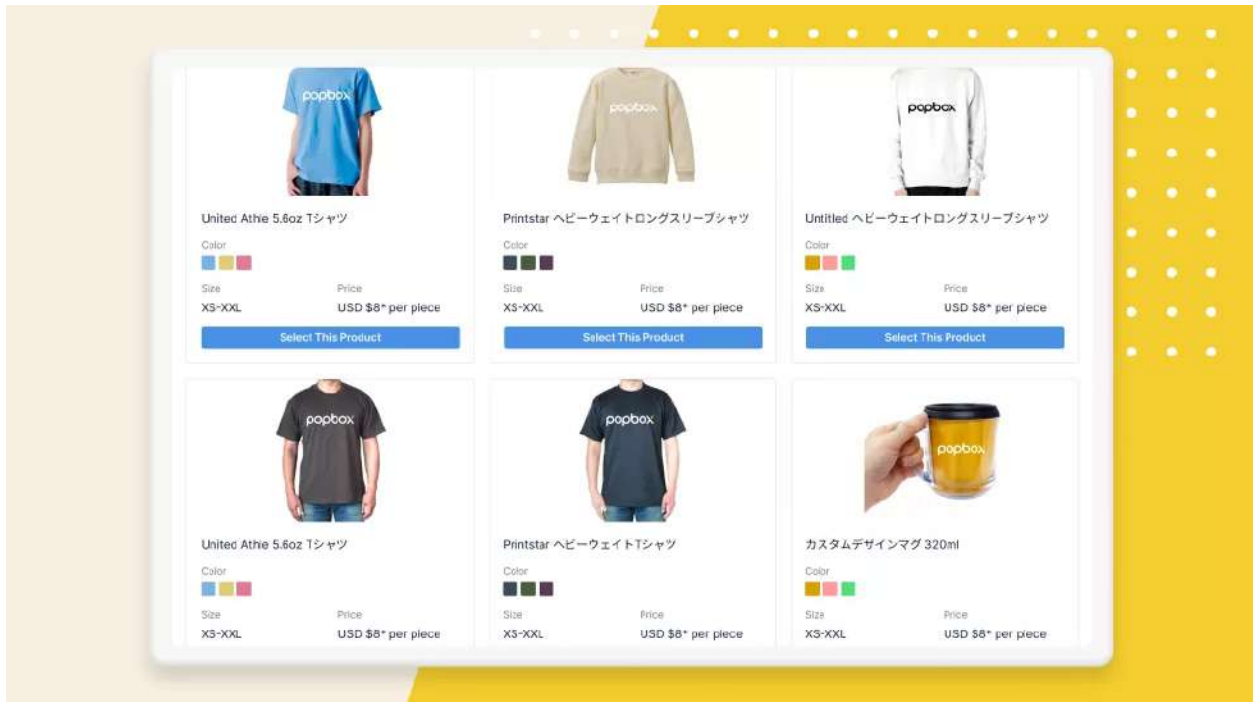 popbox
popbox
popbox
United Athie 5.6oz Tシャツ
Printstar ヘビーウェイトロングスリーブシャツ
Untitled ヘビーウェイトロングスリーブシャツ
Color
Color
Color
Size
Price
Size
Price
Size
Price
XS-XXL
USD $8* per piece
XS-XXL
USD $8* per piece
XS-XXL
USD $8* per piece
Select This Product
Select This Product
Select This Product
popbox
popbox
popbox
United Athie 5.6oz Tシャツ
Printstar ヘビーウェイトTシャツ
カスタムデザインマグ 320ml
Color
Color
Color
Size
Price
Size
Price
Size
Price
XS-XXL
USD $8* per piece
XS-XXL
USD $8* per piece
XS-XXL
USD $8* per piece